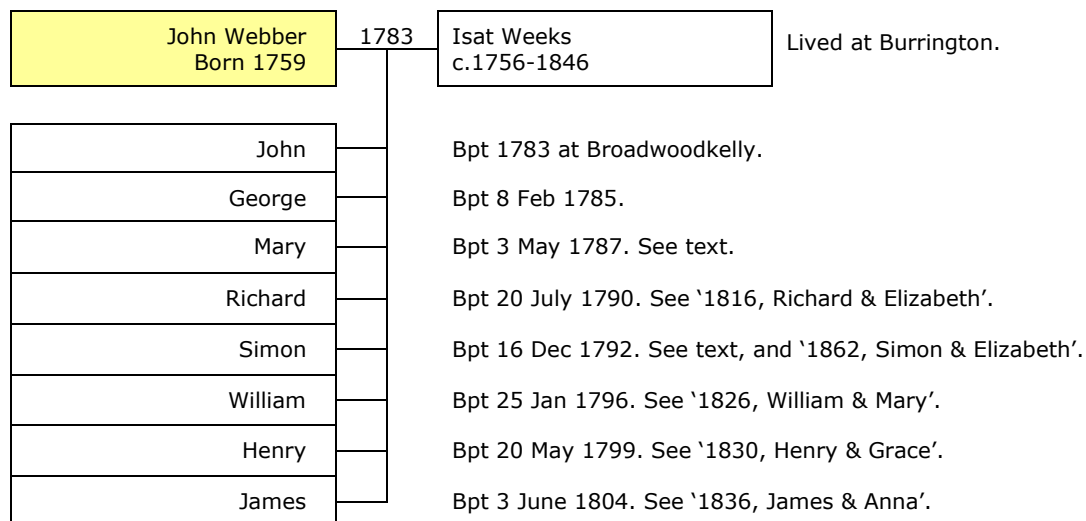 John Webber
Born 1759
1783
Isat Weeks
c.1756-1846
Lived at Burrington.
John
Bpt 1783 at Broadwoodkelly.
George
Bpt 8 Feb 1785.
Mary
Bpt 3 May 1787. See text.
Richard
Bpt 20 July 1790. See ‘1816, Richard & Elizabeth’.
Simon
Bpt 16 Dec 1792. See text, and ‘1862, Simon & Elizabeth’.
William
Bpt 25 Jan 1796. See ‘1826, William & Mary’.
Henry
Bpt 20 May 1799. See ‘1830, Henry & Grace’.
James
Bpt 3 June 1804. See ‘1836, James & Anna’.